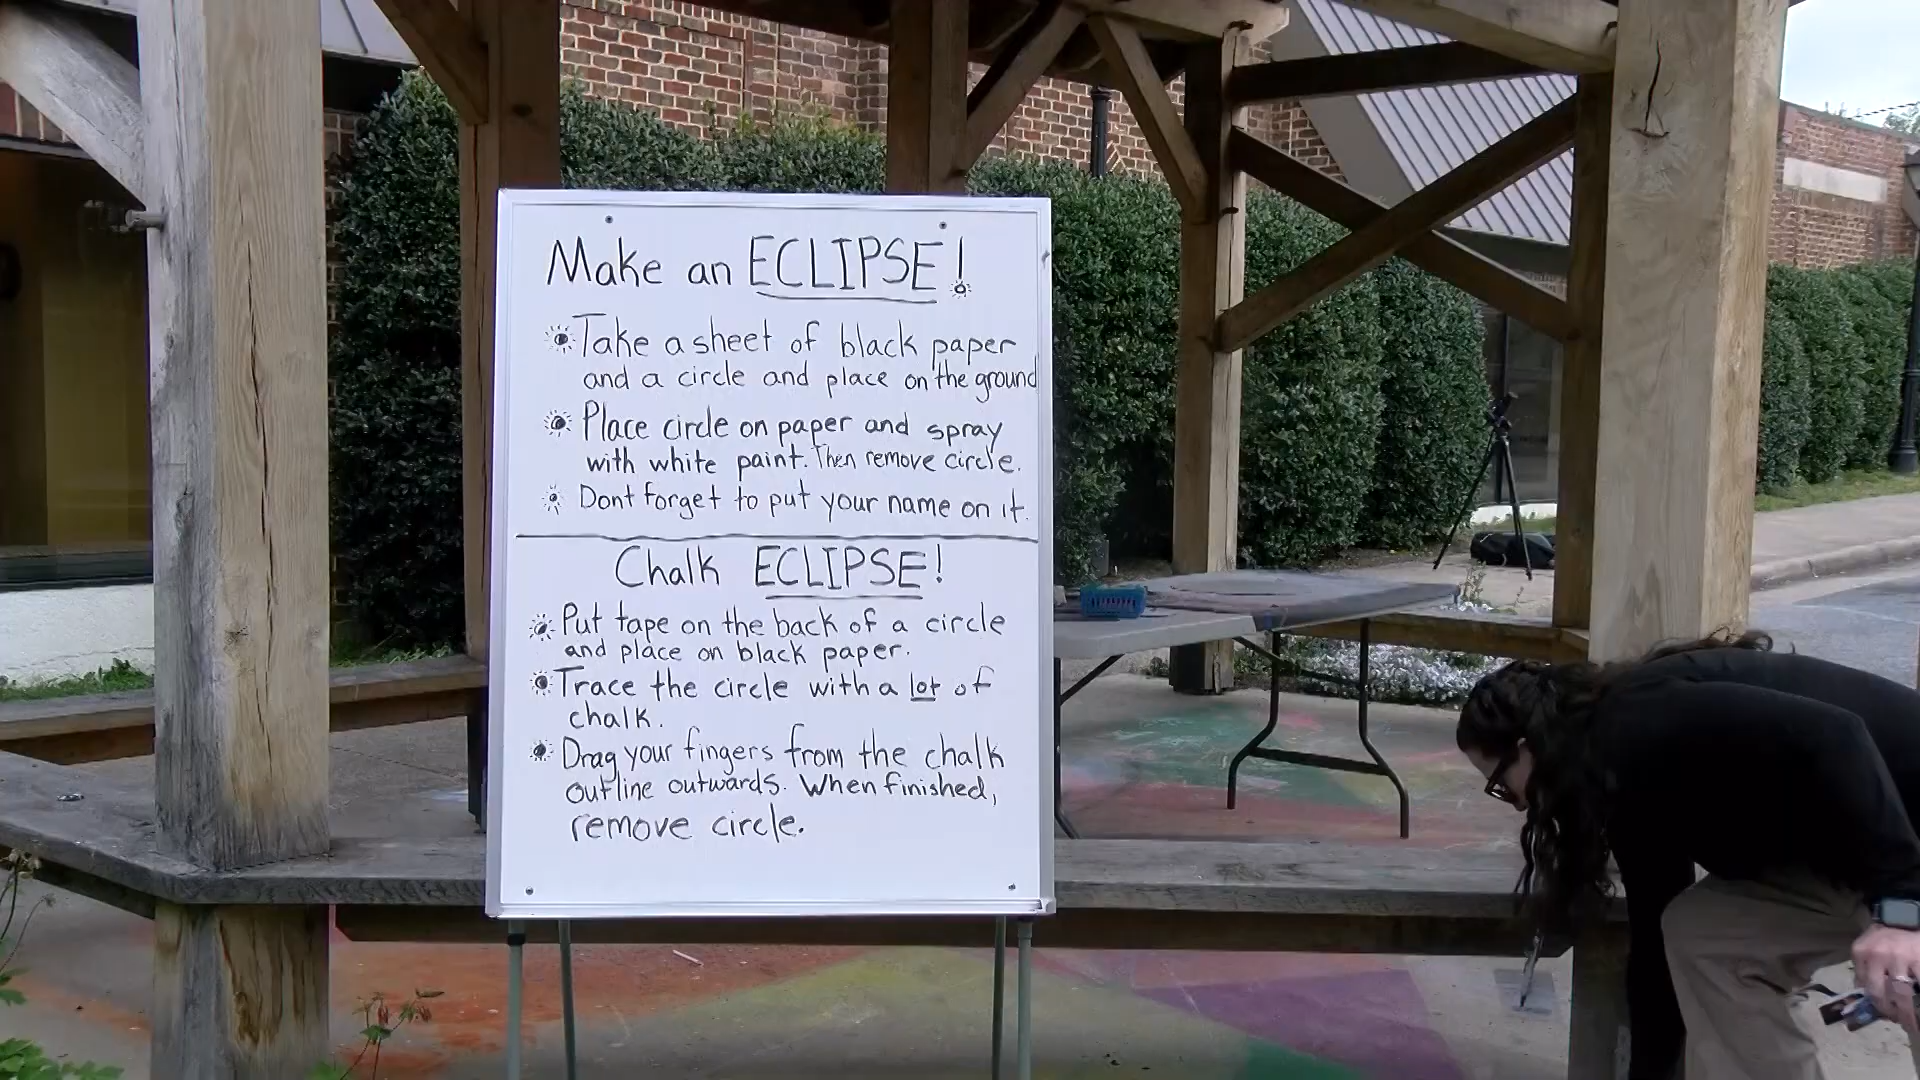 Make an ECLIPSE!
Take a sheet of black paper
and a circle and place on the ground
Place circle on paper and spray
with white paint. Then remove circle.
Dont forget to put your name on it.
Chalk ECLIPSE!
Put tape on the back of a circle
and place on black paper.
Trace the circle with a lot of
chalk.
Drag your fingers from the chalk
outline outwards. When finished,
remove circle.